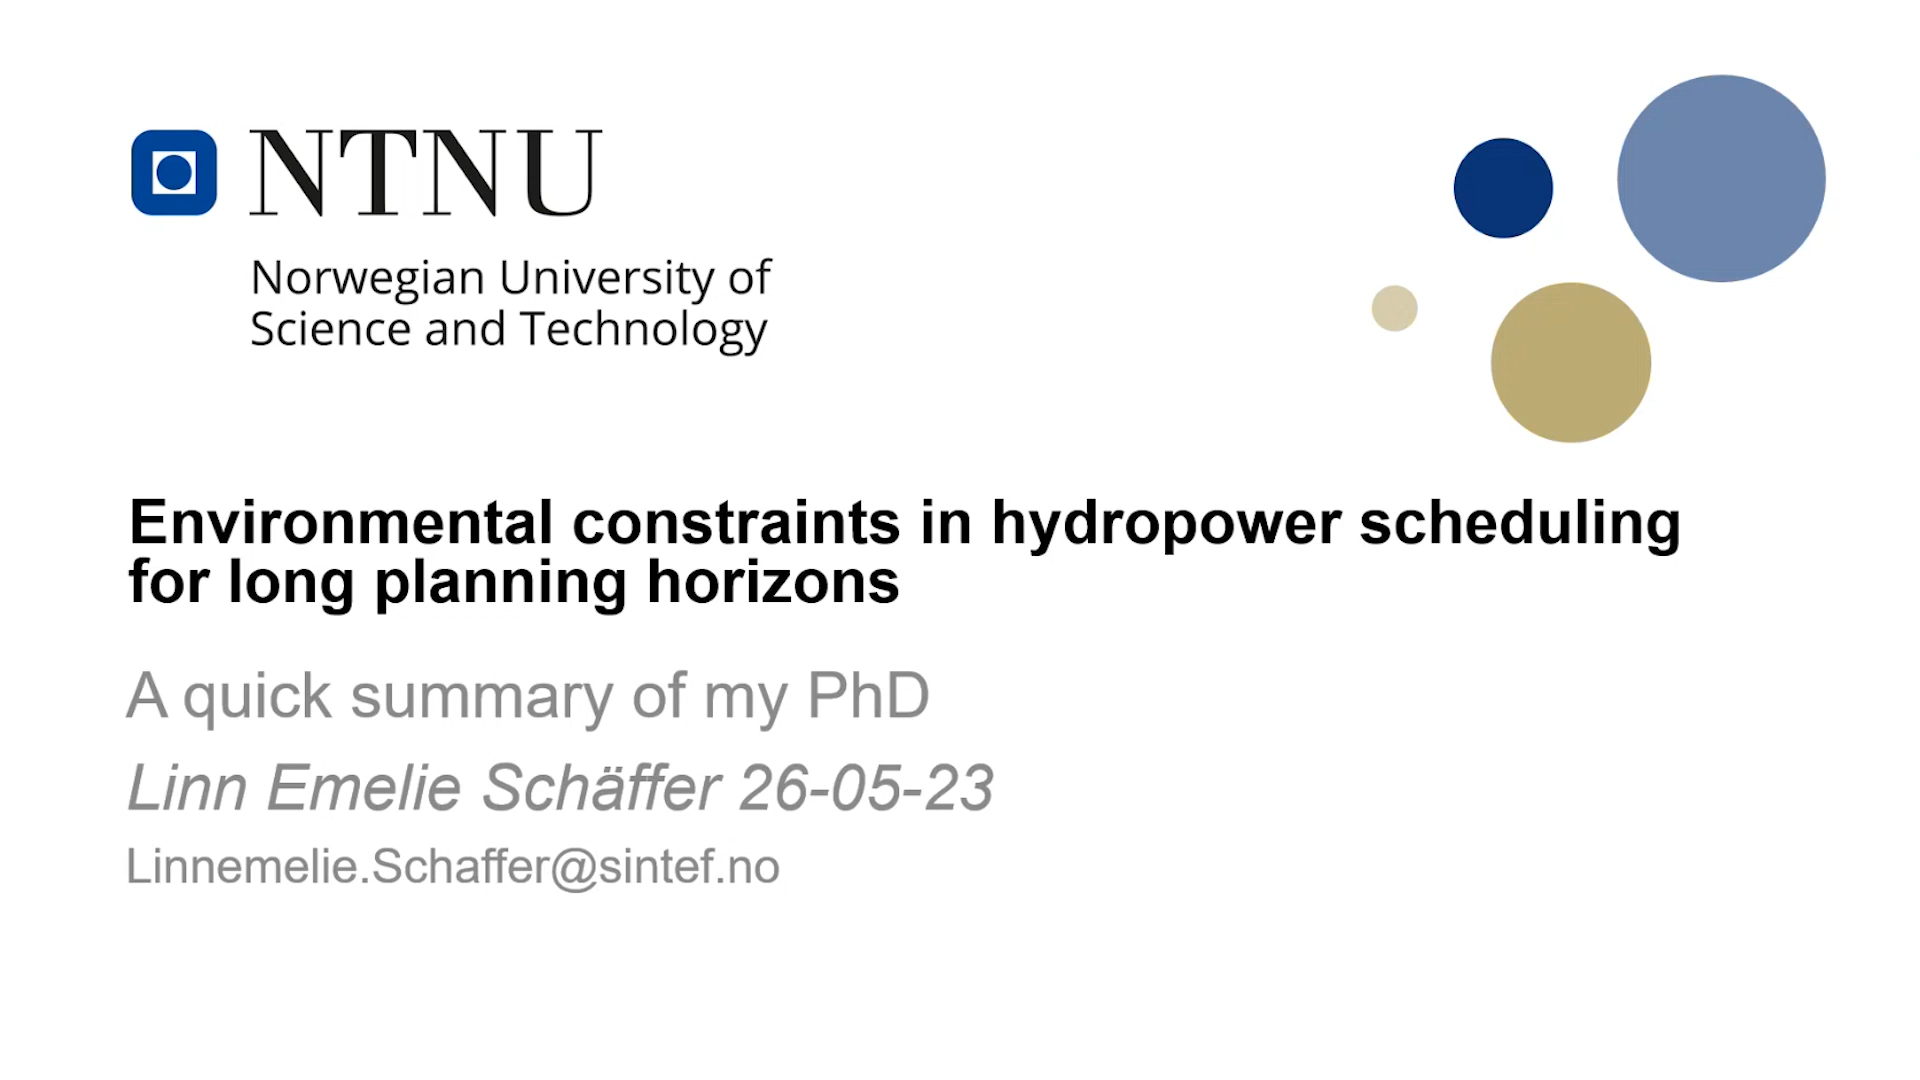 NTNU
Norwegian University of
Science and Technology
Environmental constraints in hydropower scheduling
for long planning horizons
A quick summary of my PhD
Linn Emelie Schäffer 26-05-23
Linnemelie.Schaffer@sintef.no